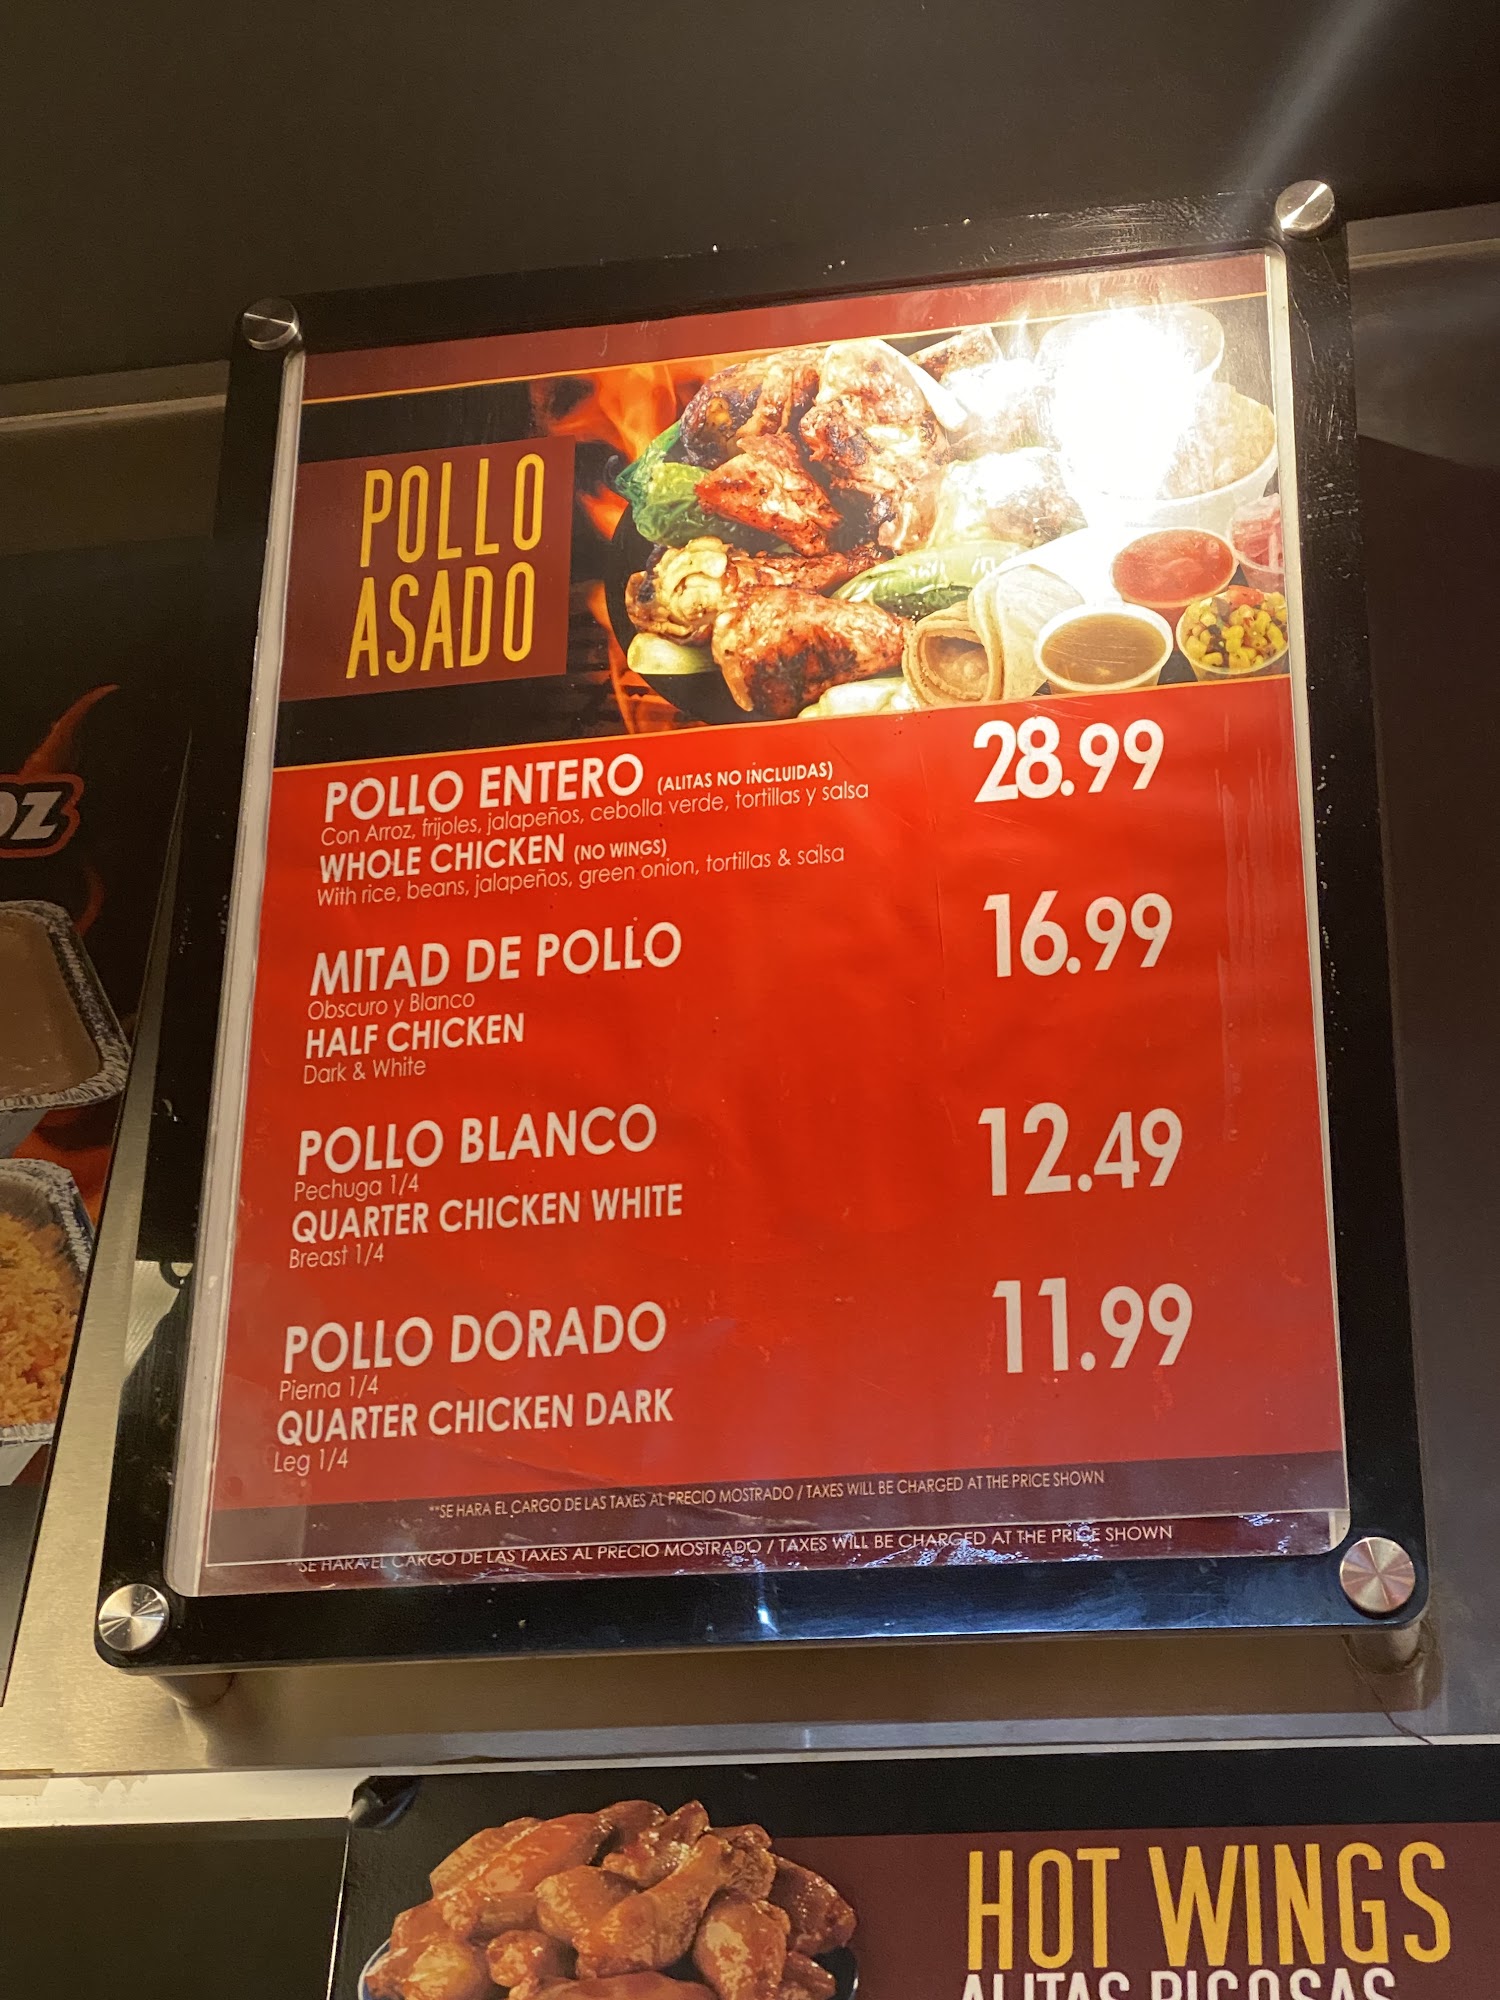 POLLO
ASADO
POLLO ENTERO (ALITAS NO INCLUIDAS) 28.99
Con Arroz, frijoles, jalapeños, cebolla verde, tortillas y salsa
WHOLE CHICKEN (NO WINGS)
With rice, beans, jalapeños, green onion, tortillas & salsa
MITAD DE POLLO 16.99
Obscuro y Blanco
HALF CHICKEN
Dark & White
POLLO BLANCO 12.49
Pechuga 1/4
QUARTER CHICKEN WHITE
Breast 1/4
POLLO DORADO 11.99
Pierna 1/4
QUARTER CHICKEN DARK
Leg 1/4
**SE HARA EL CARGO DE LAS TAXES AL PRECIO MOSTRADO / TAXES WILL BE CHARGED AT THE PRICE SHOWN
SE HARA EL CARGO DE LAS TAXES AL PRECIO MOSTRADO / TAXES WILL BE CHARGED AT THE PRICE SHOWN
HOT WINGS
ALITAS PICOSAS